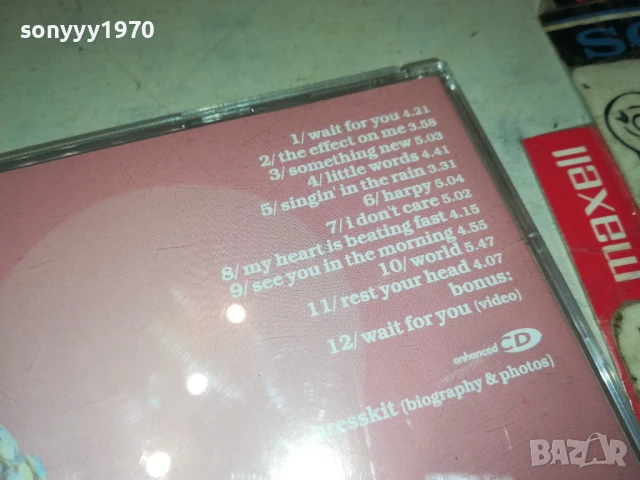 sonyyy1970
1/ wait for you 4.21
2/ the effect on me 3.58
3/ something new 5.03
4/ little words 4.41
5/ singin' in the rain 3.31
6/ harpy 5.04
7/ i don't care 5.02
8/ my heart is beating fast 4.15
9/ see you in the morning 4.55
10/ world 5.47
11/ rest your head 4.07
bonus:
12/ wait for you (video)
enhanced CD
(biography & photos)
maxell
BAZAR
bg